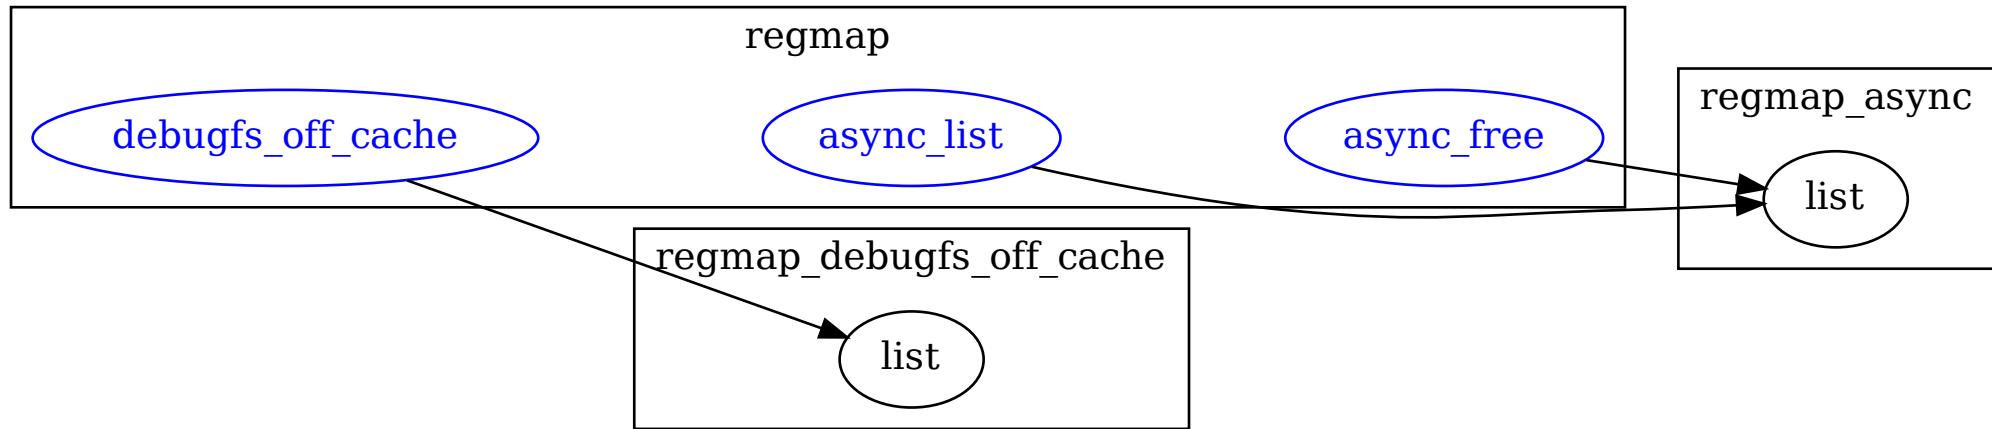 regmap
debugfs_off_cache
async_list
async_free
regmap_async
list
regmap_debugfs_off_cache
list